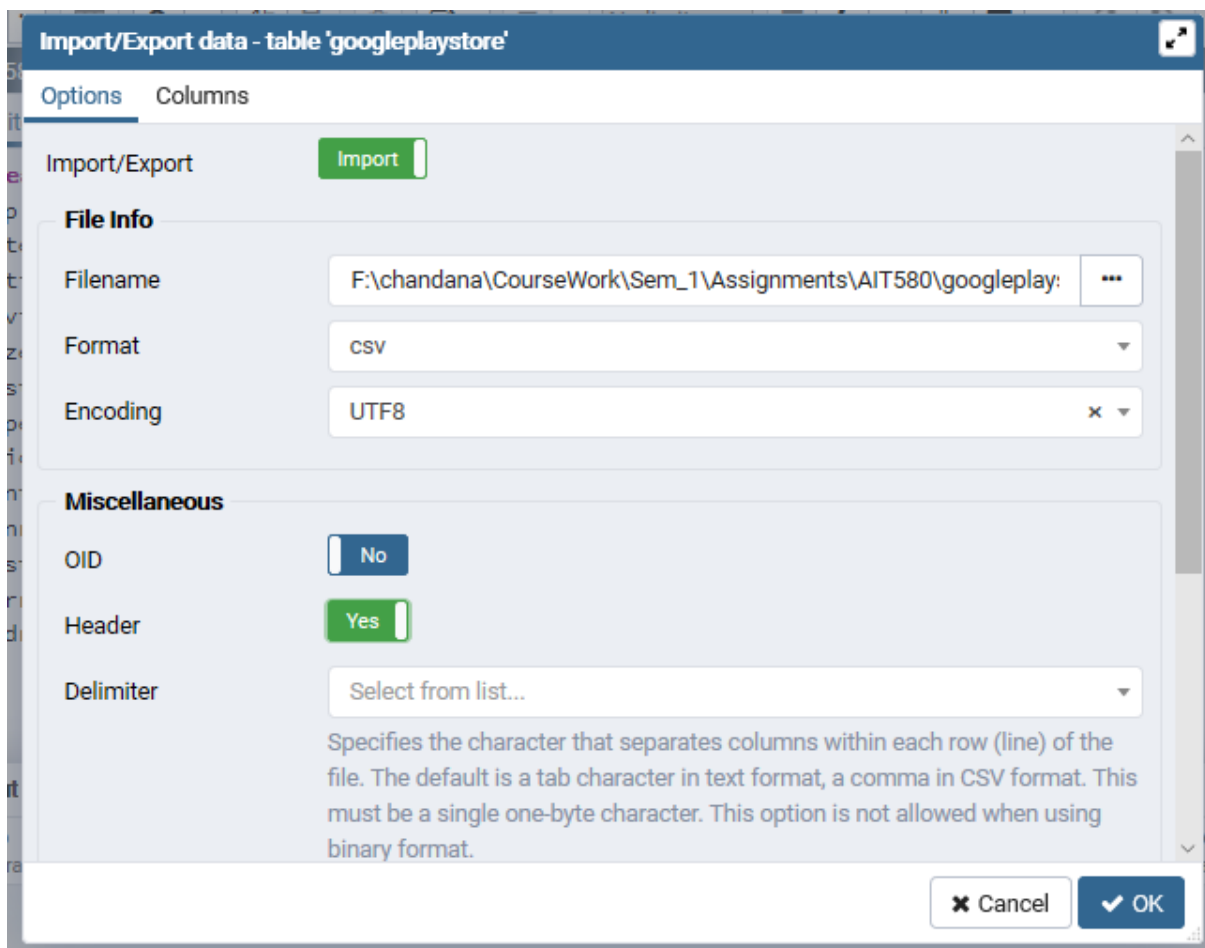 Import/Export data - table 'googleplaystore'
Options Columns
Import/Export Import
File Info
Filename F:\chandana\CourseWork\Sem_1\Assignments\AIT580\googleplay
Format csv
Encoding UTF8
Miscellaneous
OID No
Header Yes
Delimiter Select from list...
Specifies the character that separates columns within each row (line) of the
file. The default is a tab character in text format, a comma in CSV format. This
must be a single one-byte character. This option is not allowed when using
binary format.
Cancel OK